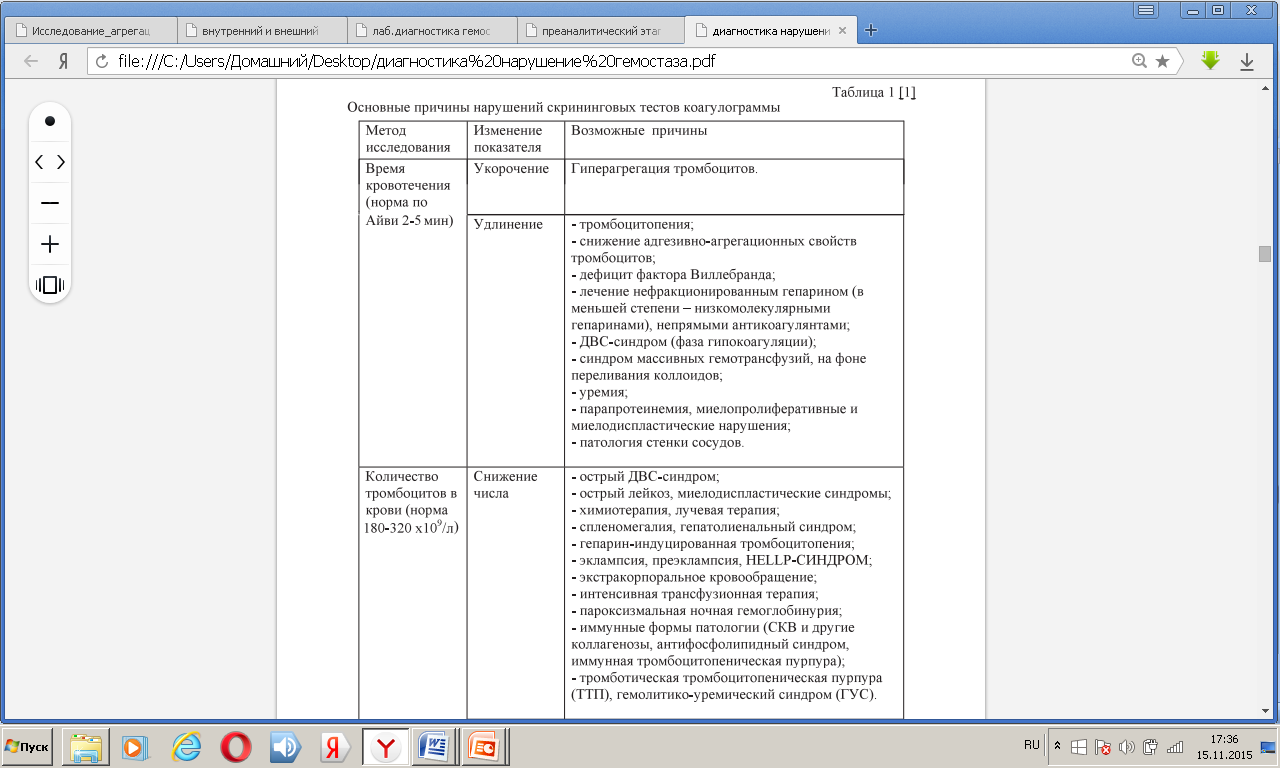 Исследование_агрегац
внутренний и внешний
лаб.диагностика гемос
преаналитический этап
диагностика нарушени
file:///C:/Users/Домашний/Desktop/диагностика%20нарушение%20гемостаза.pdf
Таблица 1 [1]
Основные причины нарушений скрининговых тестов коагулограммы
Метод исследования
Изменение показателя
Возможные причины
Время кровотечения (норма по Айви 2-5 мин)
Укорочение
Гиперагрегация тромбоцитов.
Удлинение
- тромбоцитопения;
- снижение адгезивно-агрегационных свойств
тромбоцитов;
- дефицит фактора Виллебранда;
- лечение нефракционированным гепарином (в
меньшей степени – низкомолекулярными
гепаринами), непрямыми антикоагулянтами;
- ДВС-синдром (фаза гипокоагуляции);
- синдром массивных гемотрансфузий, на фоне
переливания коллоидов;
- уремия;
- парапротеинемия, миелопролиферативные и
миелодиспластические нарушения;
- патология стенки сосудов.
Количество
тромбоцитов в
крови (норма
180-320 х10⁹/л)
Снижение
числа
- острый ДВС-синдром;
- острый лейкоз, миелодиспластические синдромы;
- химиотерапия, лучевая терапия;
- спленомегалия, гепатолиенальный синдром;
- гепарин-индуцированная тромбоцитопения;
- эклампсия, преэклампсия, HELLP-СИНДРОМ;
- экстракорпоральное кровообращение;
- интенсивная трансфузионная терапия;
- пароксизмальная ночная гемоглобинурия;
- иммунные формы патологии (СКВ и другие
коллагенозы, антифосфолипидный синдром,
иммунная тромбоцитопеническая пурпура);
- тромботическая тромбоцитопеническая пурпура
(ТТП), гемолитико-уремический синдром (ГУС).
Пуск
RU
17:36
15.11.2015